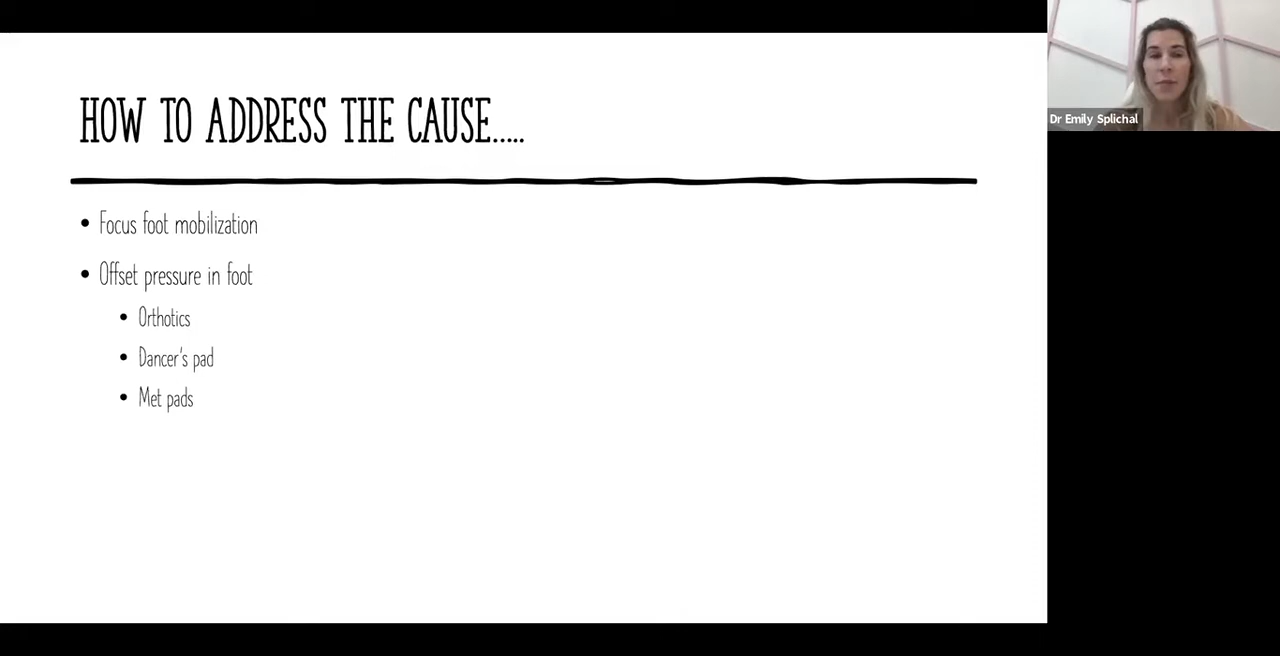 HOW TO ADDRESS THE CAUSE.....
• Focus foot mobilization
• Offset pressure in foot
• Orthotics
• Dancer's pad
• Met pads
Dr Emily Splichal